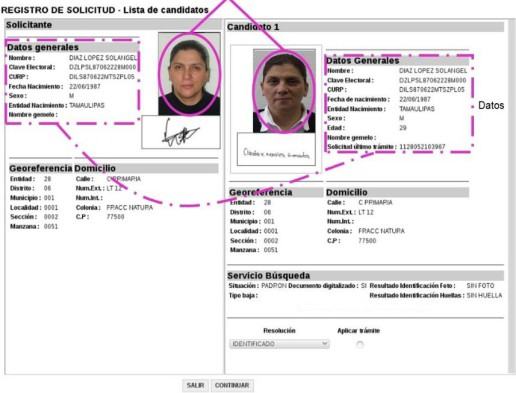 REGISTRO DE SOLICITUD - Lista de candidatos
Solicitante
Datos generales
Nombre : DIAZ LOPEZ SOLANGEL
Clave Electoral : DZLPSL87062228M000
CURP : DILS870622MTSZPL05
Fecha Nacimiento : 22/06/1987
Sexo : M
Entidad Nacimiento : TAMAULIPAS
Nombre gemelo :
Georeferencia
Entidad : 28
Distrito : 06
Municipio : 001
Localidad : 0001
Sección : 0002
Manzana : 0051
Domicilio
Calle : C PRIMARIA
Num.Ext. : LT 12
Num.Int. :
Colonia : FRACC NATURA
C.P : 77500
Candidato 1
Datos Generales
Nombre : DIAZ LOPEZ SOLANGEL
Clave Electoral : DZLPSL87062228M000
CURP : DILS870622MTSZPL05
Fecha de nacimiento : 22/06/1987
Entidad Nacimiento : TAMAULIPAS
Sexo : M
Edad : 29
Nombre gemelo :
Solicitud último trámite : 1128052103967
Datos
Georeferencia
Entidad : 28
Distrito : 06
Municipio : 001
Localidad : 0001
Sección : 0002
Manzana : 0051
Domicilio
Calle : C PRIMARIA
Num.Ext. : LT 12
Num.Int. :
Colonia : FRACC NATURA
C.P : 77500
Servicio Búsqueda
Situación : PADRON Documento digitalizado : SI Resultado Identificación Foto : SIN FOTO
Tipo baja : Resultado Identificación Huellas : SIN HUELLA
Resolución Aplicar trámite
IDENTIFICADO
SALIR CONTINUAR